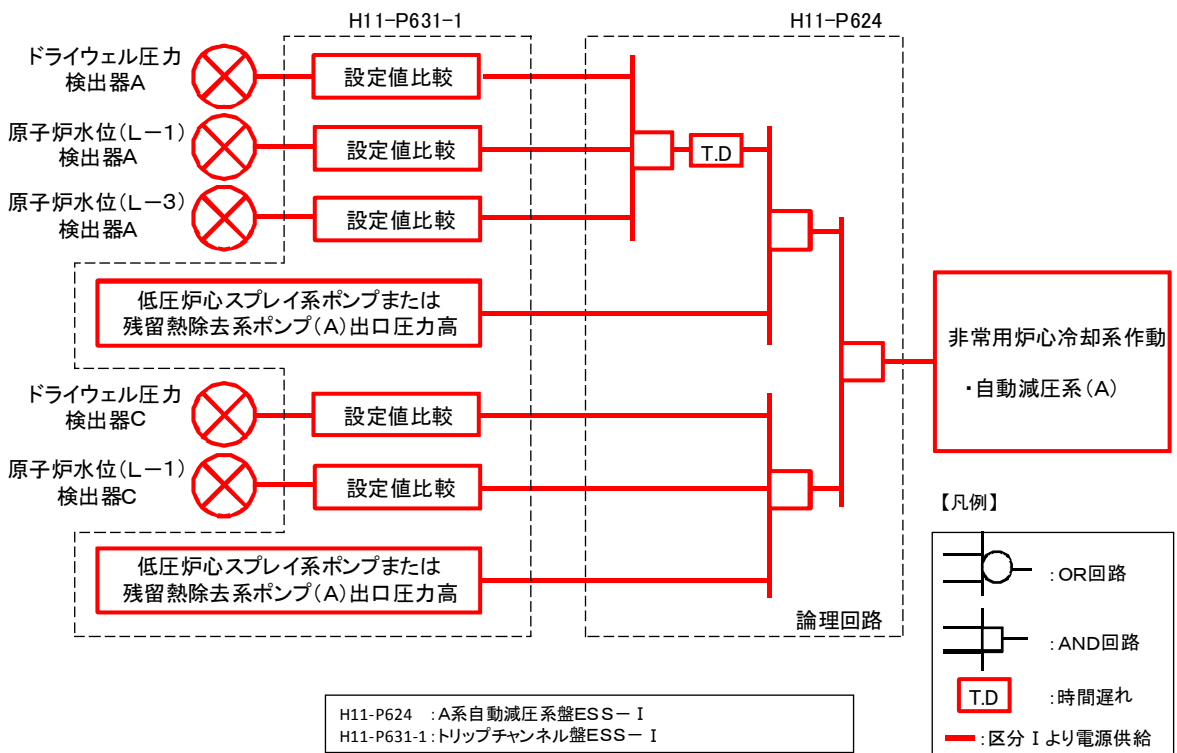 H11-P631-1
H11-P624
ドライウェル圧力
検出器A
設定値比較
原子炉水位(L-1)
検出器A
設定値比較
T.D
原子炉水位(L-3)
検出器A
設定値比較
低圧炉心スプレイ系ポンプまたは
残留熱除去系ポンプ(A)出口圧力高
非常用炉心冷却系作動
・自動減圧系(A)
ドライウェル圧力
検出器C
設定値比較
原子炉水位(L-1)
検出器C
設定値比較
低圧炉心スプレイ系ポンプまたは
残留熱除去系ポンプ(A)出口圧力高
論理回路
【凡例】
:OR回路
:AND回路
T.D :時間遅れ
:区分Ⅰより電源供給
H11-P624 :A系自動減圧系盤ESS-Ⅰ
H11-P631-1:トリップチャンネル盤ESS-Ⅰ